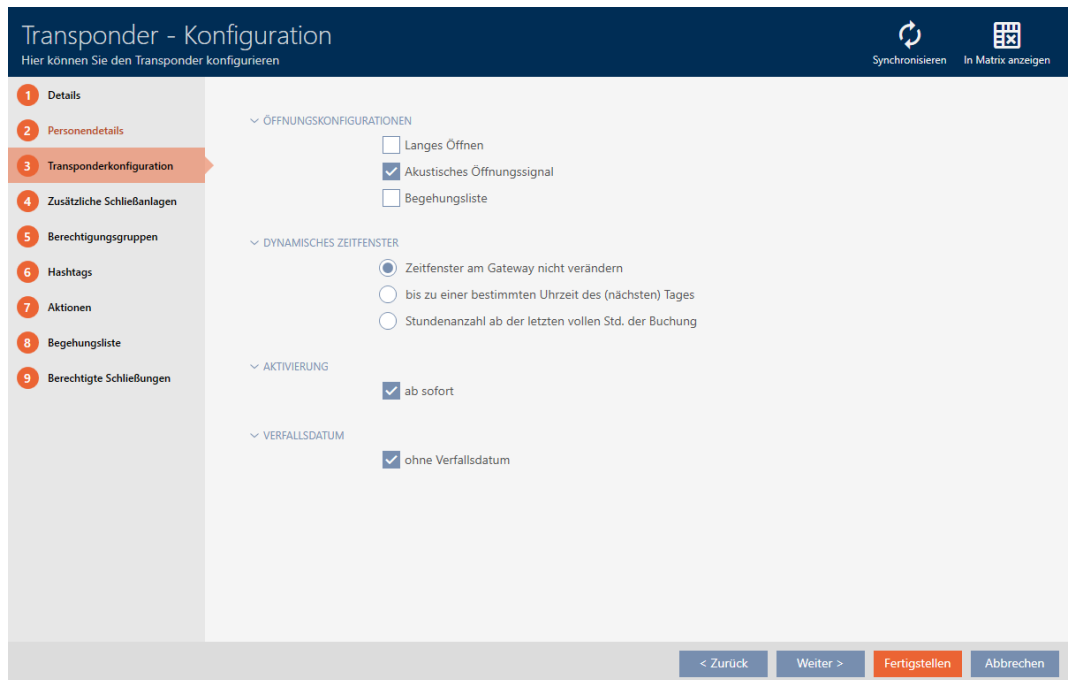 Transponder - Konfiguration
Hier können Sie den Transponder konfigurieren
Synchronisieren
In Matrix anzeigen
1 Details
2 Personendetails
3 Transponderkonfiguration
4 Zusätzliche Schließanlagen
5 Berechtigungsgruppen
6 Hashtags
7 Aktionen
8 Begehungsliste
9 Berechtigte Schließungen
ÖFFNUNGSKONFIGURATIONEN
Langes Öffnen
Akustisches Öffnungssignal
Begehungsliste
DYNAMISCHES ZEITFENSTER
Zeitfenster am Gateway nicht verändern
bis zu einer bestimmten Uhrzeit des (nächsten) Tages
Stundenanzahl ab der letzten vollen Std. der Buchung
AKTIVIERUNG
ab sofort
VERFALLSDATUM
ohne Verfallsdatum
< Zurück
Weiter >
Fertigstellen
Abbrechen